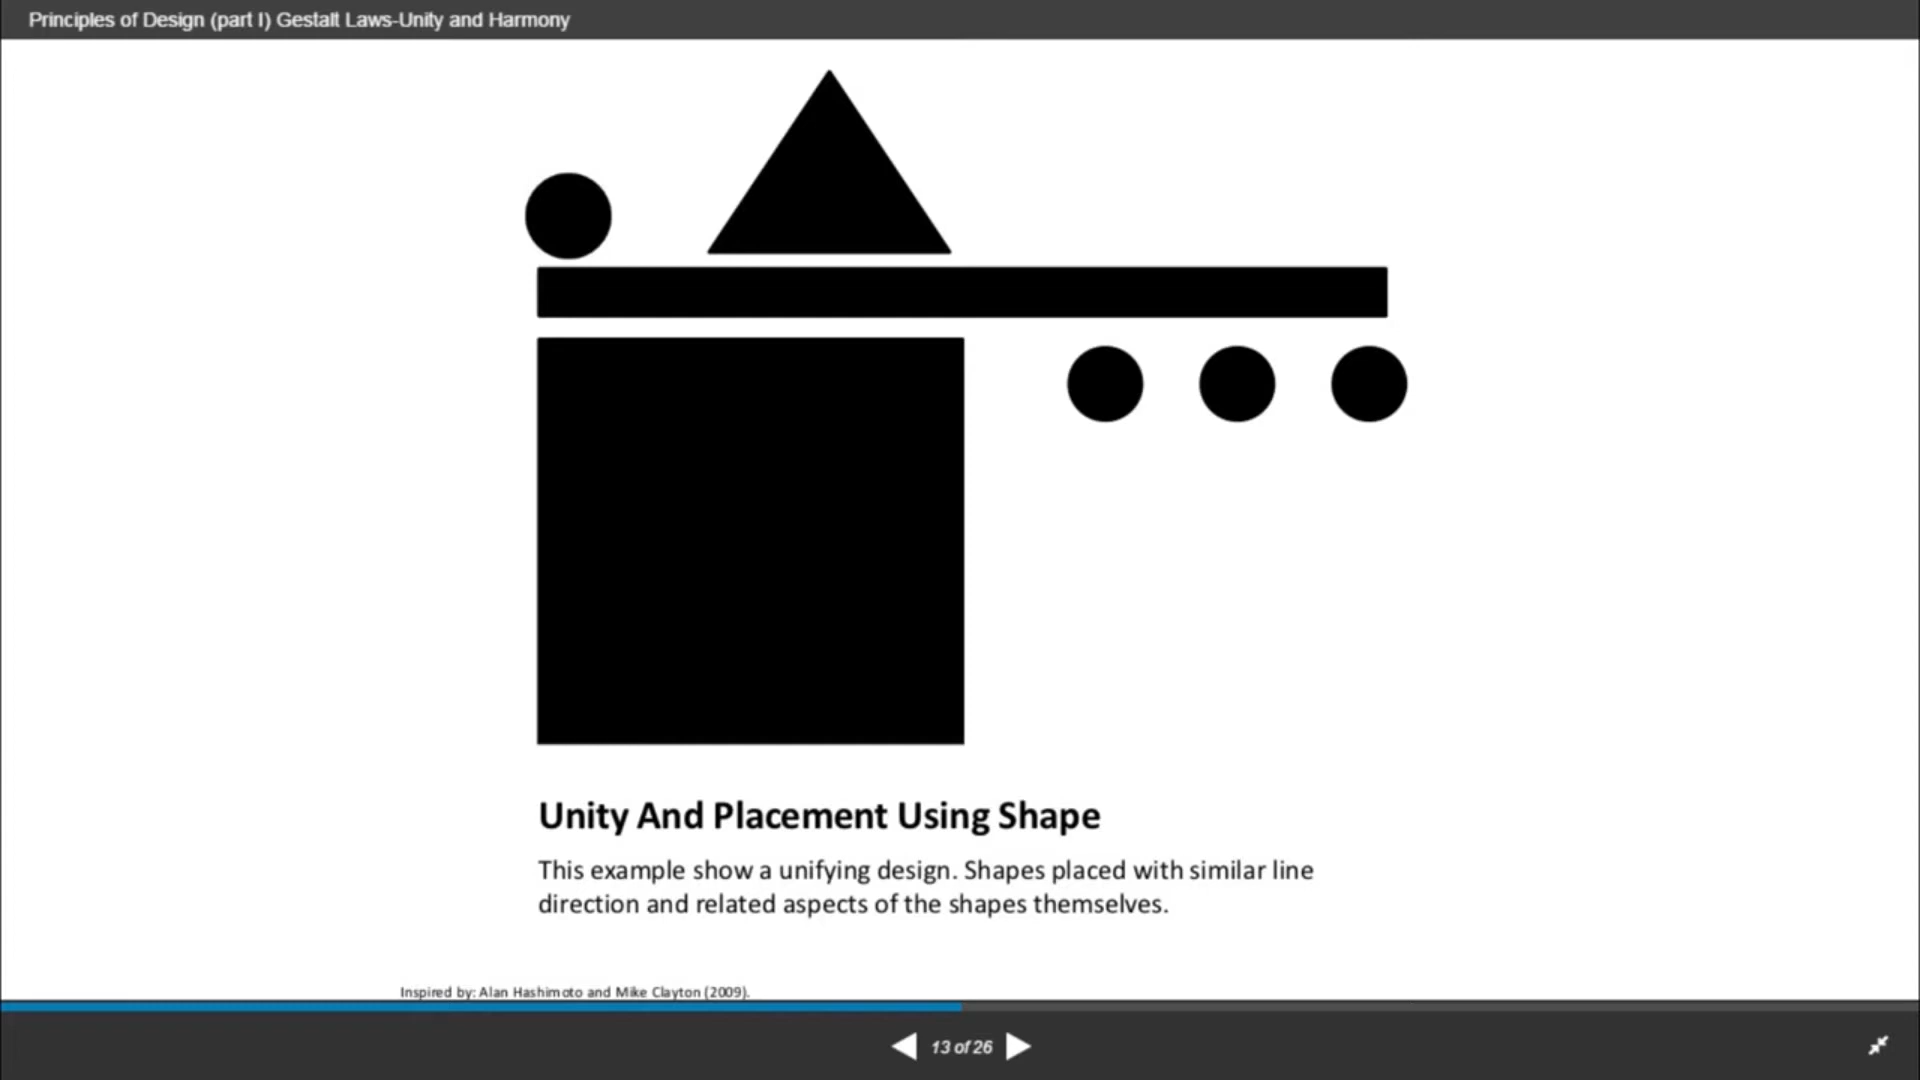 Principles of Design (part I) Gestalt Laws-Unity and Harmony
Unity And Placement Using Shape
This example show a unifying design. Shapes placed with similar line
direction and related aspects of the shapes themselves.
Inspired by: Alan Hashimoto and Mike Clayton (2009).
13 of 26